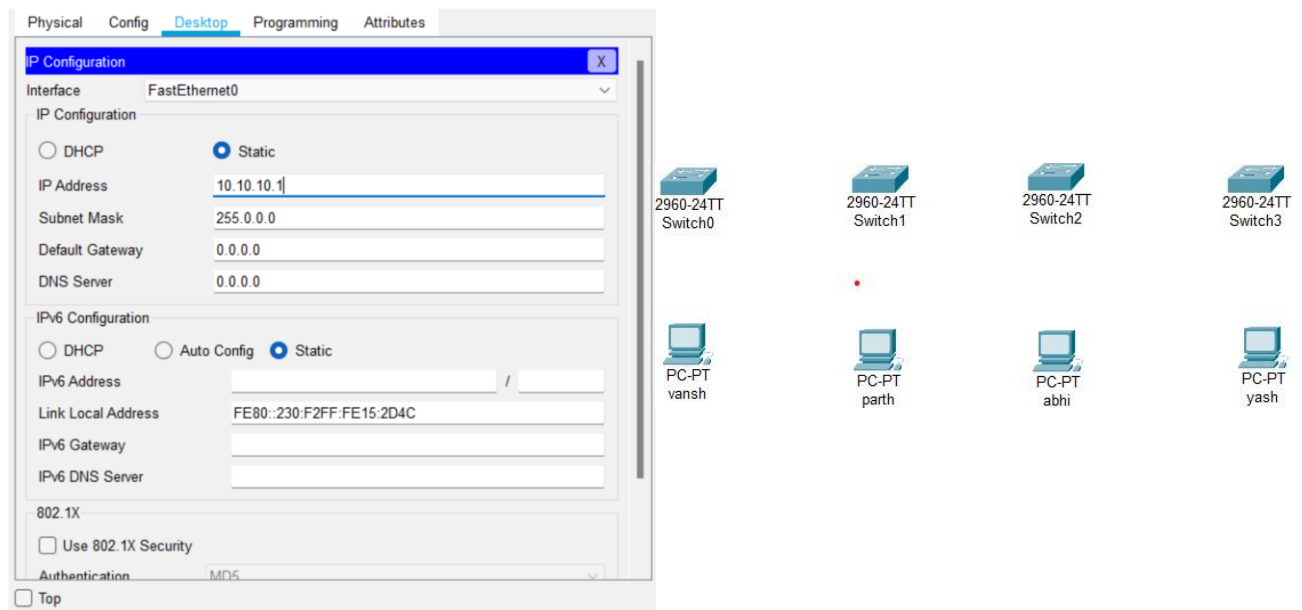 Physical Config Desktop Programming Attributes
IP Configuration X
Interface FastEthernet0
IP Configuration
DHCP Static
IP Address 10.10.10.1
Subnet Mask 255.0.0.0
Default Gateway 0.0.0.0
DNS Server 0.0.0.0
IPv6 Configuration
DHCP Auto Config Static
IPv6 Address /
Link Local Address FE80::230:F2FF:FE15:2D4C
IPv6 Gateway
IPv6 DNS Server
802.1X
Use 802.1X Security
Authentication MD5
Top
2960-24TT
Switch0
2960-24TT
Switch1
2960-24TT
Switch2
2960-24TT
Switch3
PC-PT
vansh
PC-PT
parth
PC-PT
abhi
PC-PT
yash